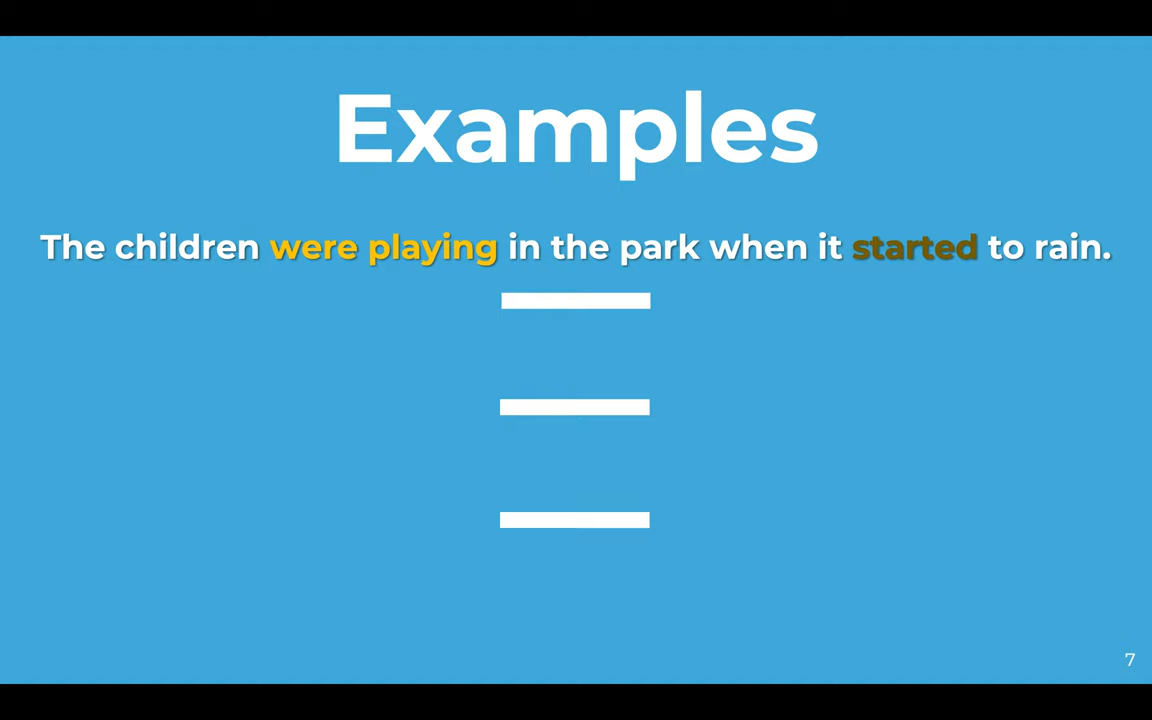 Examples
The children were playing in the park when it started to rain.
7